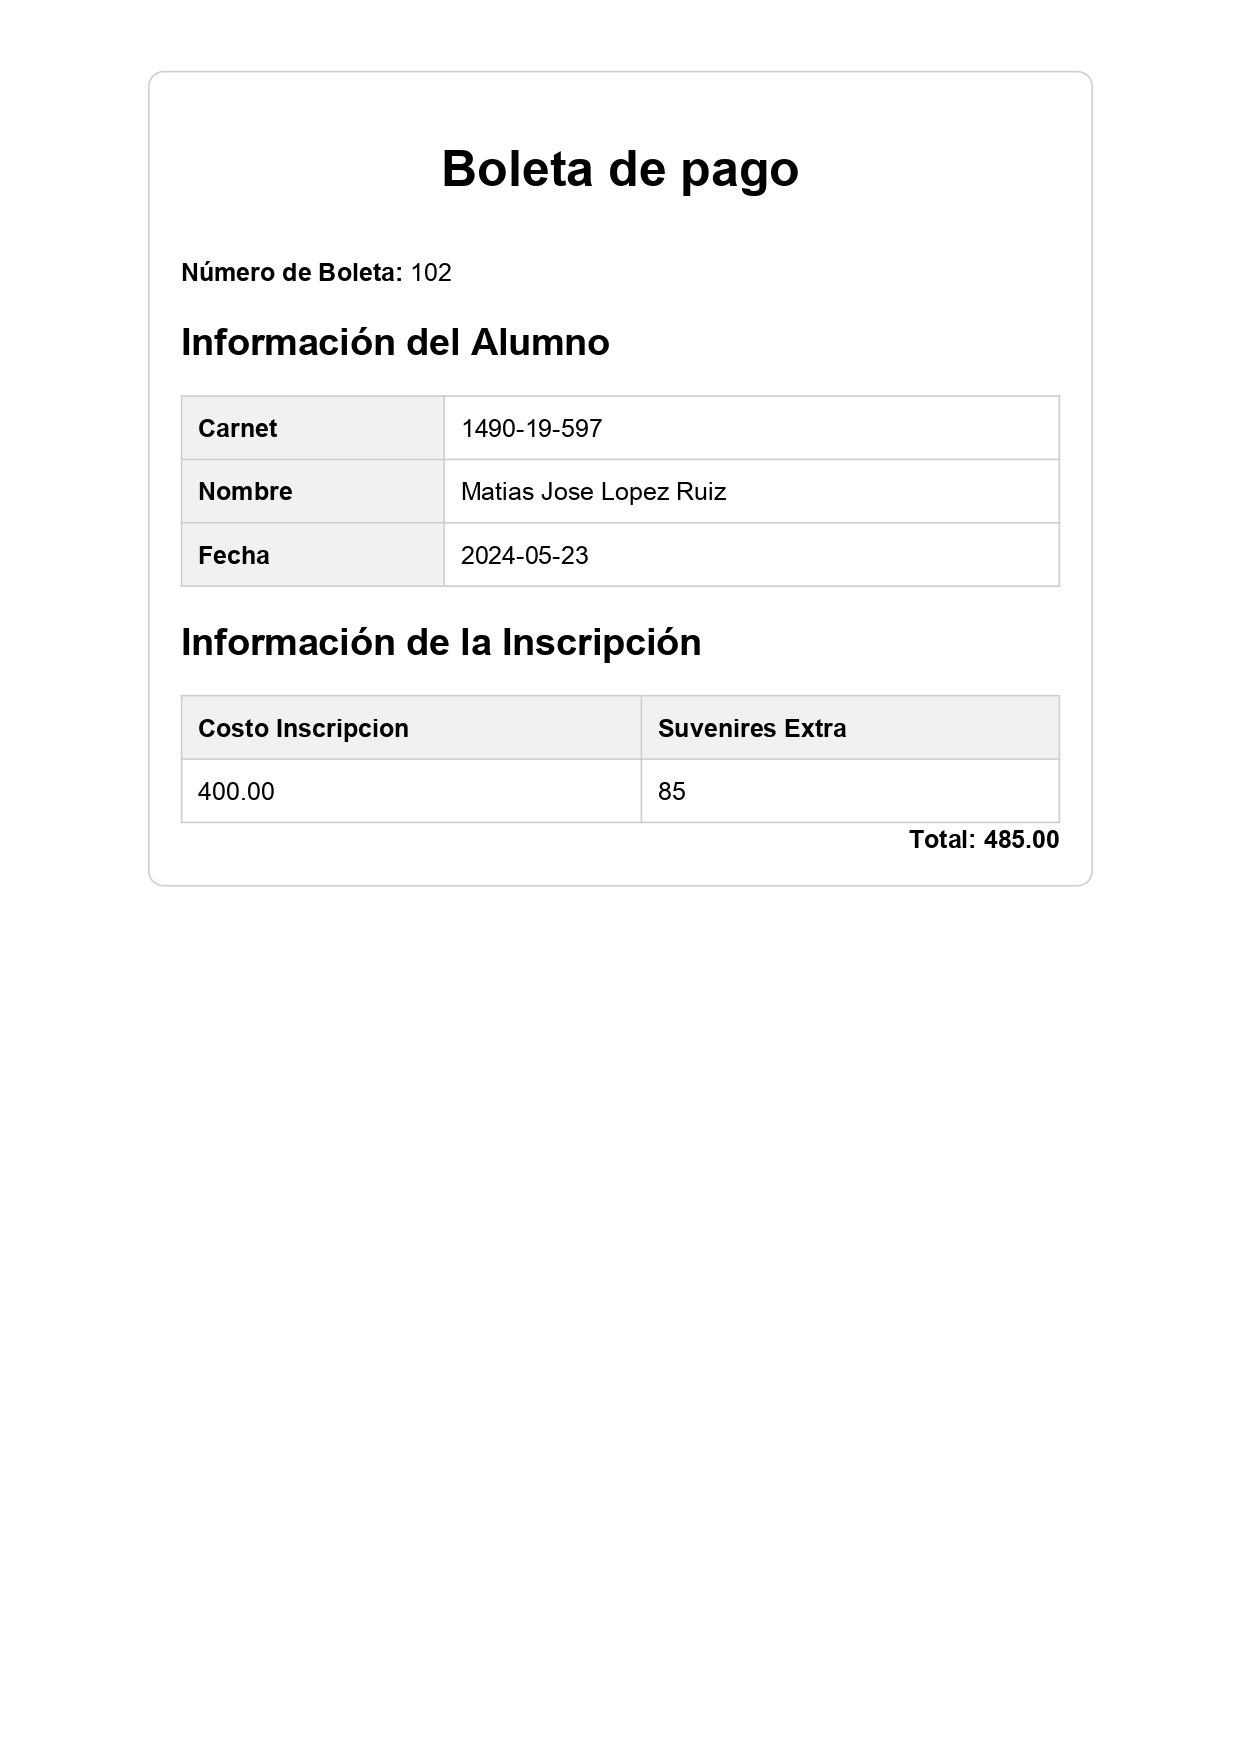 Boleta de pago
Número de Boleta: 102
Información del Alumno
Carnet 1490-19-597
Nombre Matias Jose Lopez Ruiz
Fecha 2024-05-23
Información de la Inscripción
Costo Inscripcion Suvenires Extra
400.00 85
Total: 485.00